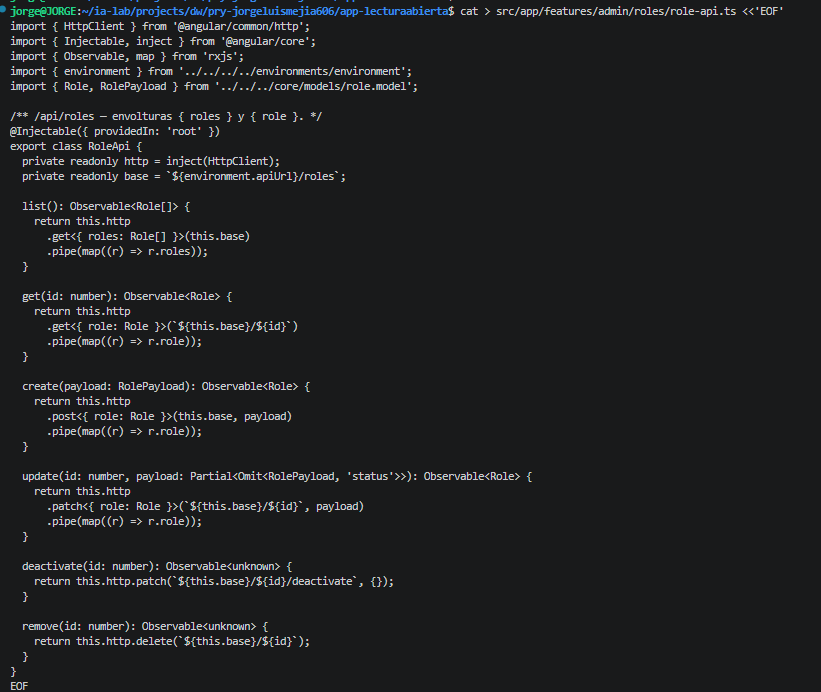 jorge@JORGE:~/ia-lab/projects/dw/pry-jorgeluismejia606/app-lecturaabierta$ cat > src/app/features/admin/roles/role-api.ts <<'EOF'
import { HttpClient } from '@angular/common/http';
import { Injectable, inject } from '@angular/core';
import { Observable, map } from 'rxjs';
import { environment } from '../../../../environments/environment';
import { Role, RolePayload } from '../../../core/models/role.model';

/** /api/roles — envolturas { roles } y { role }. */
@Injectable({ providedIn: 'root' })
export class RoleApi {
  private readonly http = inject(HttpClient);
  private readonly base = `${environment.apiUrl}/roles`;

  list(): Observable<Role[]> {
    return this.http
      .get<{ roles: Role[] }>(this.base)
      .pipe(map((r) => r.roles));
  }

  get(id: number): Observable<Role> {
    return this.http
      .get<{ role: Role }>(`${this.base}/${id}`)
      .pipe(map((r) => r.role));
  }

  create(payload: RolePayload): Observable<Role> {
    return this.http
      .post<{ role: Role }>(this.base, payload)
      .pipe(map((r) => r.role));
  }

  update(id: number, payload: Partial<Omit<RolePayload, 'status'>>): Observable<Role> {
    return this.http
      .patch<{ role: Role }>(`${this.base}/${id}`, payload)
      .pipe(map((r) => r.role));
  }

  deactivate(id: number): Observable<unknown> {
    return this.http.patch(`${this.base}/${id}/deactivate`, {});
  }

  remove(id: number): Observable<unknown> {
    return this.http.delete(`${this.base}/${id}`);
  }
}
EOF